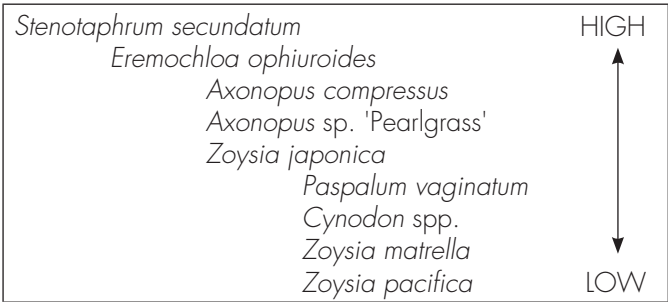 Stenotaphrum secundatum HIGH
Eremochloa ophiuroides
Axonopus compressus
Axonopus sp. 'Pearlgrass'
Zoysia japonica
Paspalum vaginatum
Cynodon spp.
Zoysia matrella
Zoysia pacifica LOW